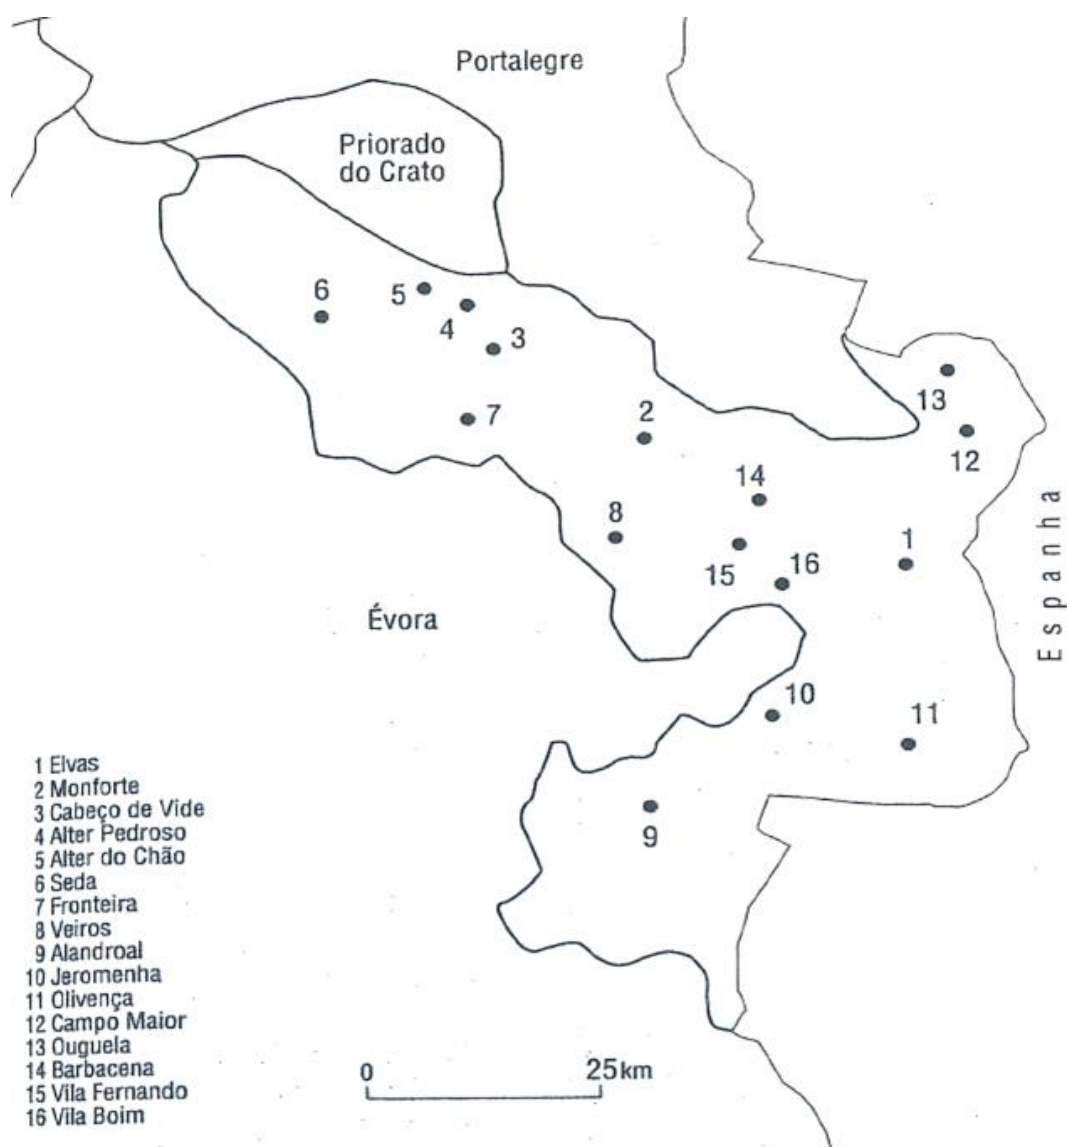 Portalegre
Priorado
do Crato
6
5
4
3
7
2
13
12
14
8
15
16
1
Espanha
Évora
10
11
9
1 Elvas
2 Monforte
3 Cabeço de Vide
4 Alter Pedroso
5 Alter do Chão
6 Seda
7 Fronteira
8 Veiros
9 Alandroal
10 Jeromenha
11 Olivença
12 Campo Maior
13 Ouguela
14 Barbacena
15 Vila Fernando
16 Vila Boim
0 25km